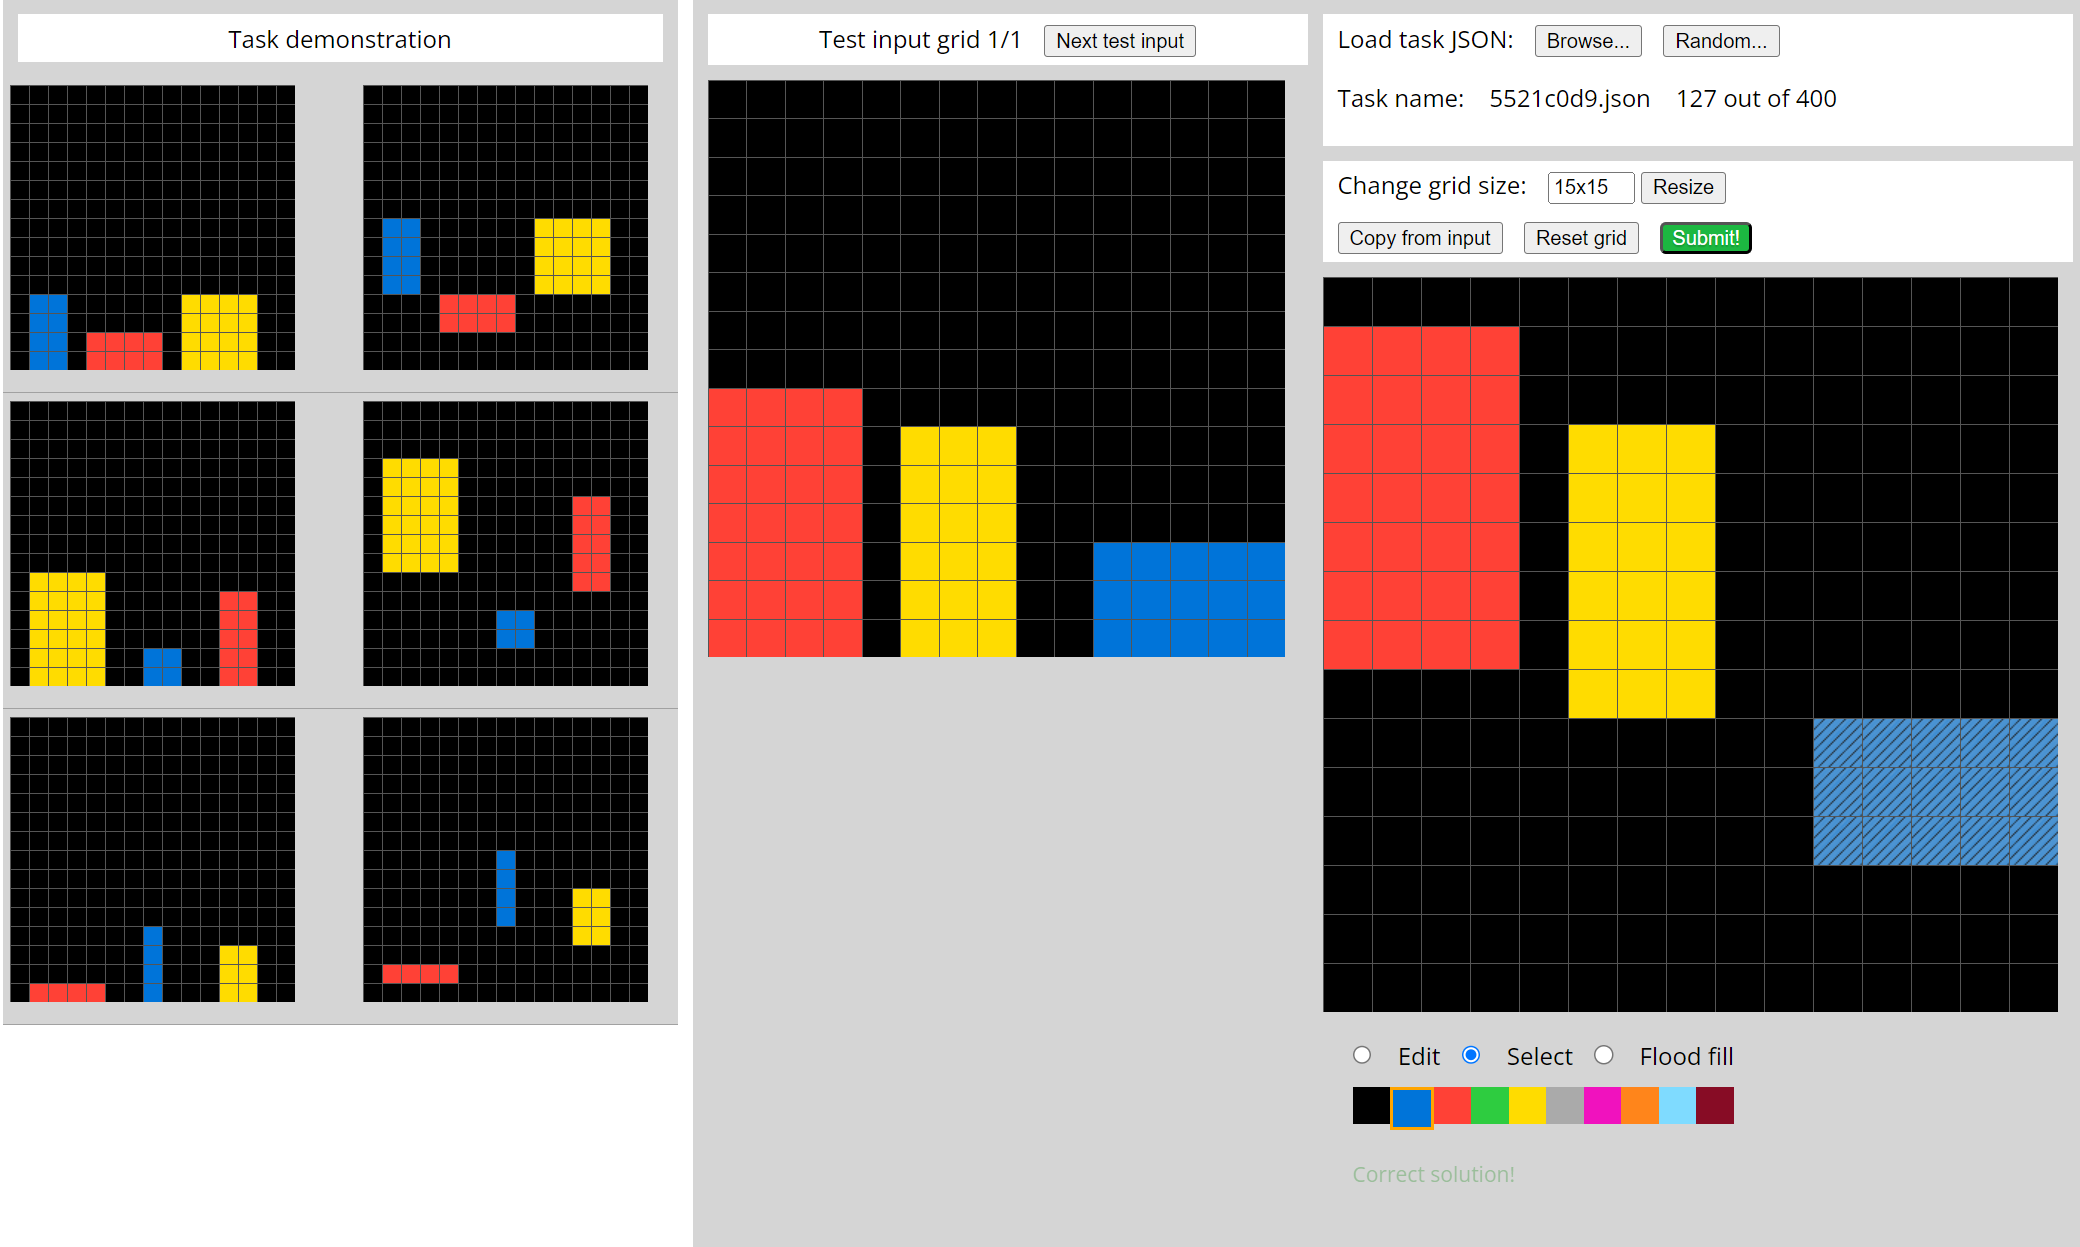 Task demonstration
Test input grid 1/1 Next test input
Load task JSON: Browse... Random...
Task name: 5521c0d9.json 127 out of 400
Change grid size: 15x15 Resize
Copy from input Reset grid Submit!
Edit Select Flood fill
Correct solution!